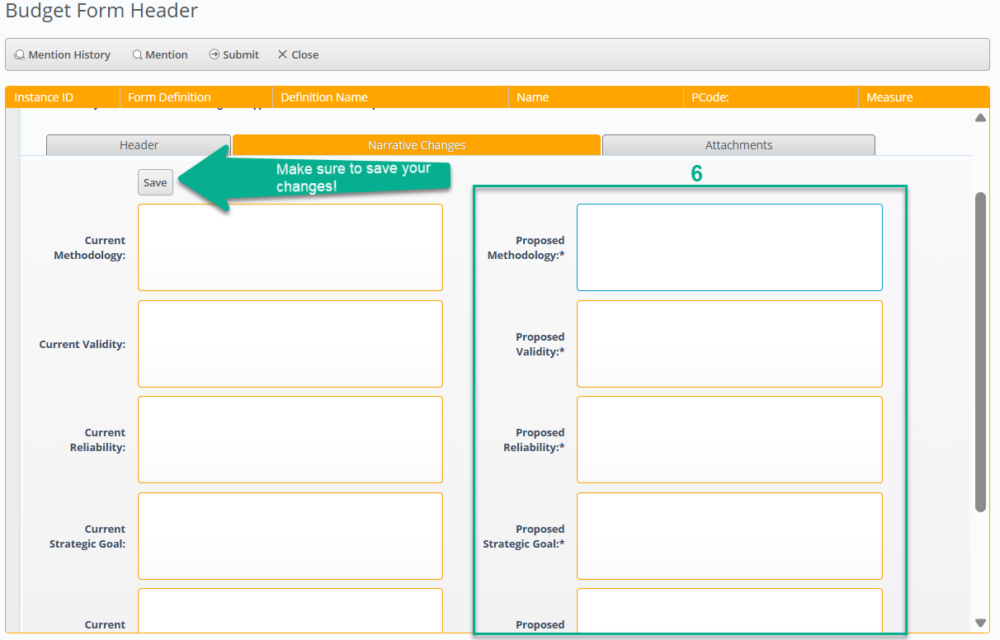 Budget Form Header
Mention History Mention Submit Close
Instance ID Form Definition Definition Name Name PCode: Measure
Header Narrative Changes Attachments
Save
Make sure to save your
changes!
6
Current
Methodology:
Proposed
Methodology:*
Current Validity:
Proposed
Validity:*
Current
Reliability:
Proposed
Reliability:*
Current
Strategic Goal:
Proposed
Strategic Goal:*
Current
Proposed